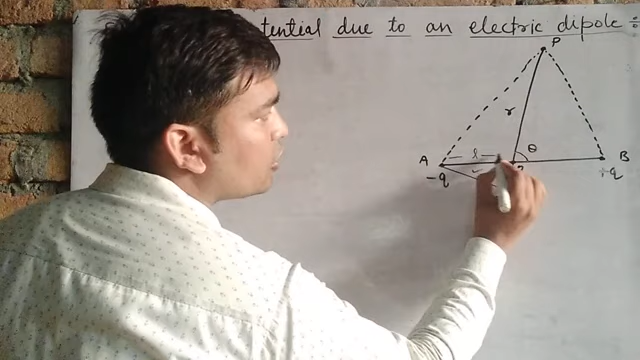 tential due to an electric dipole :-
P
r
θ
A
l
B
-q
+q